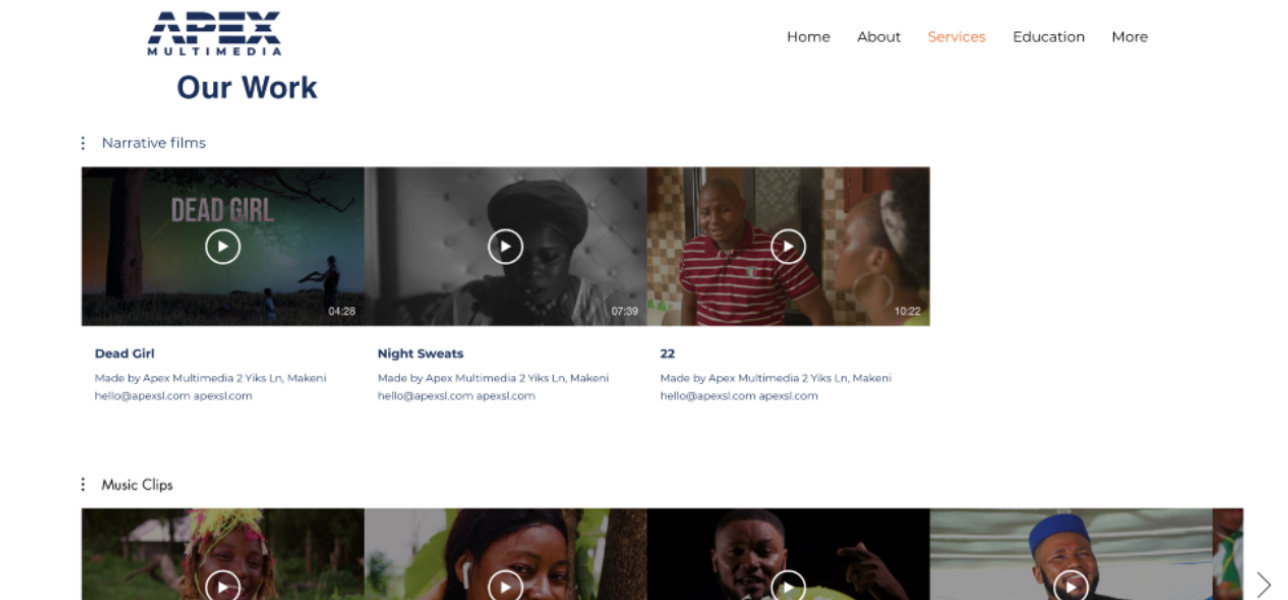 APEX
MULTIMEDIA
Home About Services Education More
Our Work
Narrative films
DEAD GIRL
04:28 07:39 10:22
Dead Girl
Made by Apex Multimedia 2 Yiks Ln, Makeni
hello@apexsl.com apexsl.com
Night Sweats
Made by Apex Multimedia 2 Yiks Ln, Makeni
hello@apexsl.com apexsl.com
22
Made by Apex Multimedia 2 Yiks Ln, Makeni
hello@apexsl.com apexsl.com
Music Clips